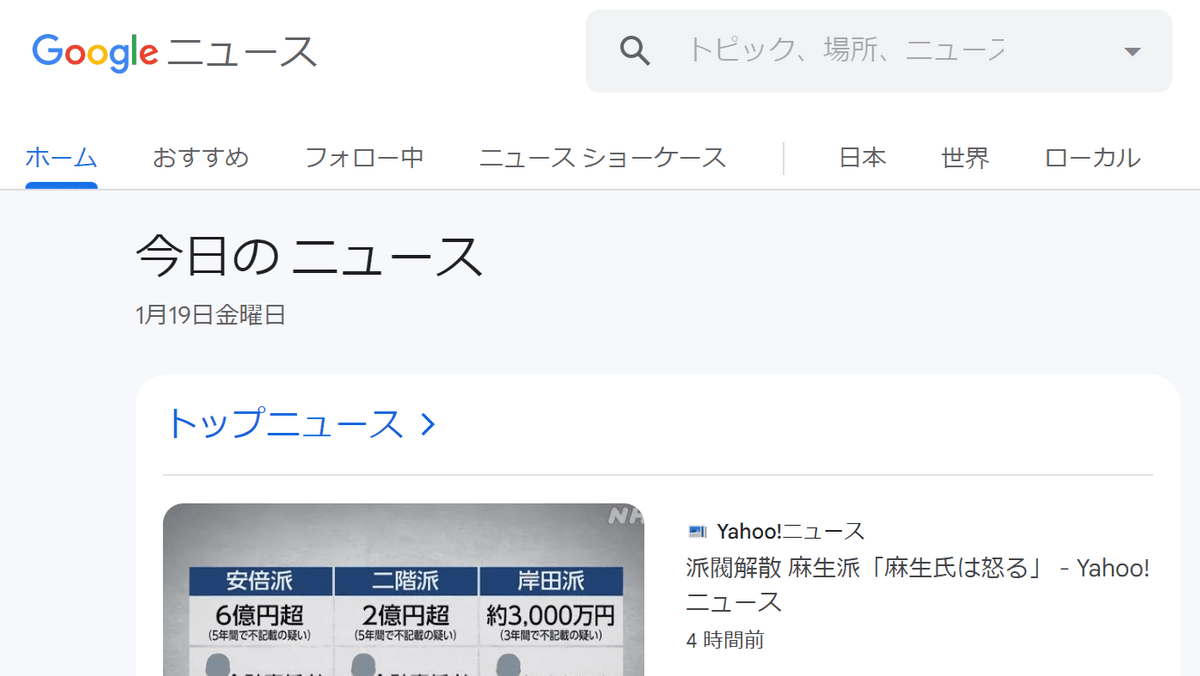 Google ニュース
トピック、場所、ニュース
ホーム おすすめ フォロー中 ニュース ショーケース 日本 世界 ローカル
今日の ニュース
1月19日金曜日
トップニュース
NH
安倍派 二階派 岸田派
6億円超 2億円超 約3,000万円
(5年間で不記載の疑い) (5年間で不記載の疑い) (3年間で不記載の疑い)
Yahoo!ニュース
派閥解散 麻生派「麻生氏は怒る」 - Yahoo!
ニュース
4 時間前